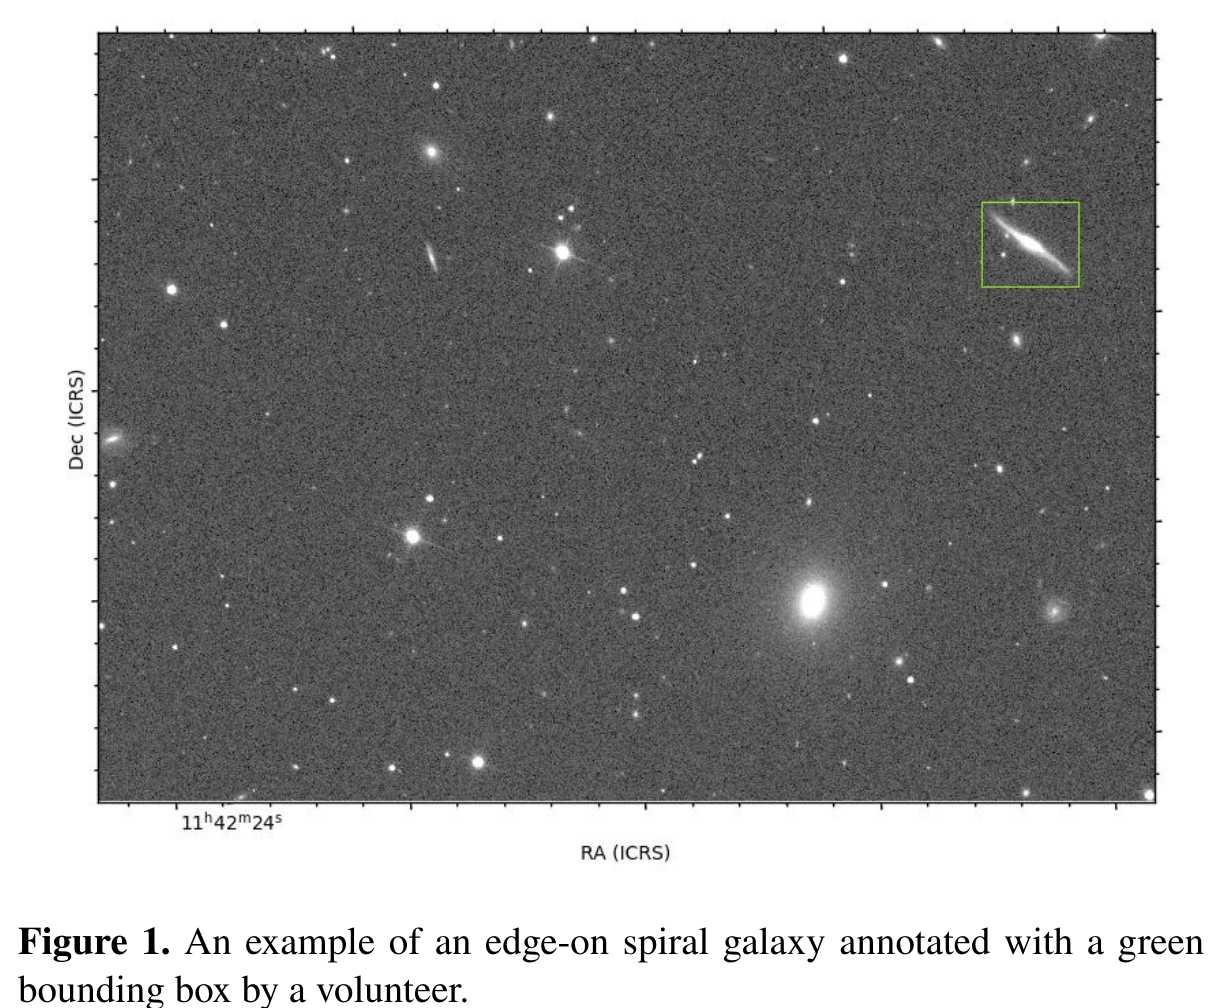 Dec (ICRS)
11ʰ42ᵐ24ˢ
RA (ICRS)
Figure 1. An example of an edge-on spiral galaxy annotated with a green
bounding box by a volunteer.